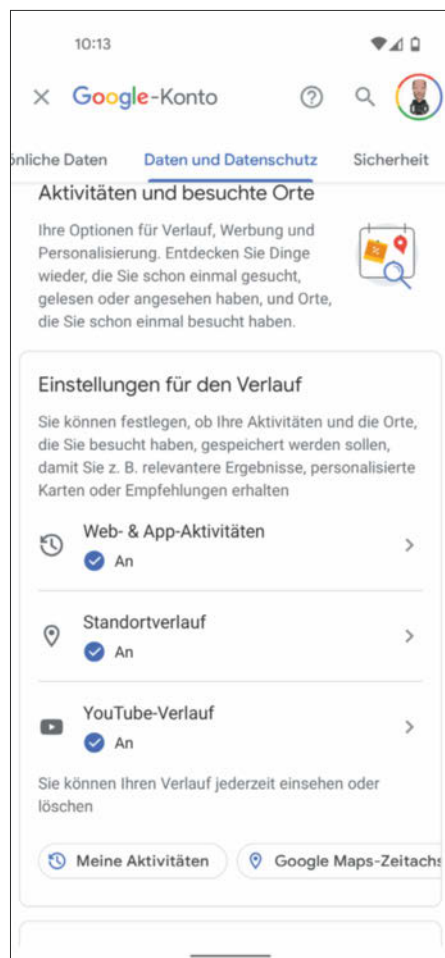 10:13
Google-Konto
önliche Daten Daten und Datenschutz Sicherheit
Aktivitäten und besuchte Orte
Ihre Optionen für Verlauf, Werbung und
Personalisierung. Entdecken Sie Dinge
wieder, die Sie schon einmal gesucht,
gelesen oder angesehen haben, und Orte,
die Sie schon einmal besucht haben.
Einstellungen für den Verlauf
Sie können festlegen, ob Ihre Aktivitäten und die Orte,
die Sie besucht haben, gespeichert werden sollen,
damit Sie z. B. relevantere Ergebnisse, personalisierte
Karten oder Empfehlungen erhalten
Web- & App-Aktivitäten
An
Standortverlauf
An
YouTube-Verlauf
An
Sie können Ihren Verlauf jederzeit einsehen oder
löschen
Meine Aktivitäten Google Maps-Zeitachs